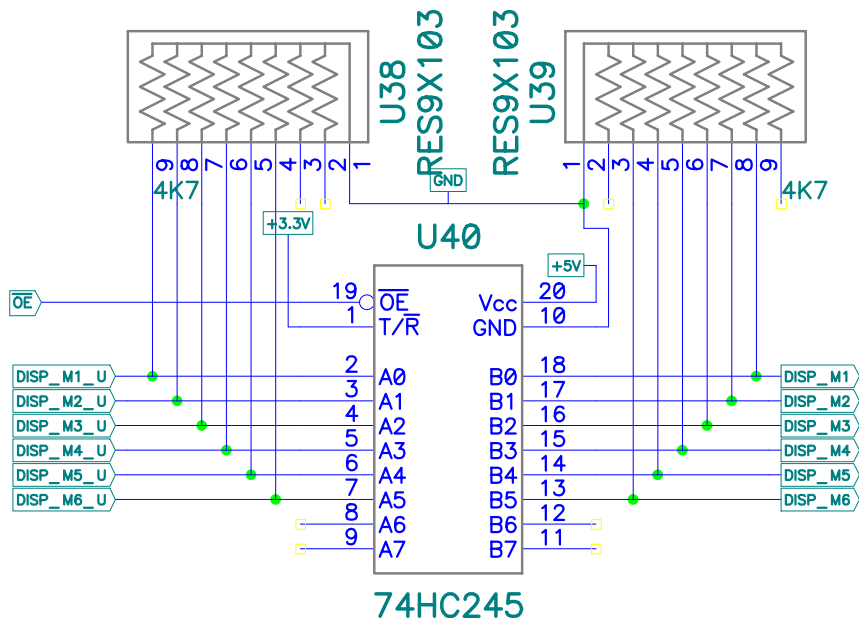 U38
RES9X103
RES9X103
U39
9 8 7 6 5 4 3 2 1
1 2 3 4 5 6 7 8 9
4K7
GND
4K7
+3.3V
U40
+5V
OE
19
OE
Vcc
20
1
T/R
GND
10
DISP_M1_U
2
A0
B0
18
DISP_M1
DISP_M2_U
3
A1
B1
17
DISP_M2
DISP_M3_U
4
A2
B2
16
DISP_M3
DISP_M4_U
5
A3
B3
15
DISP_M4
DISP_M5_U
6
A4
B4
14
DISP_M5
DISP_M6_U
7
A5
B5
13
DISP_M6
8
A6
B6
12
9
A7
B7
11
74HC245